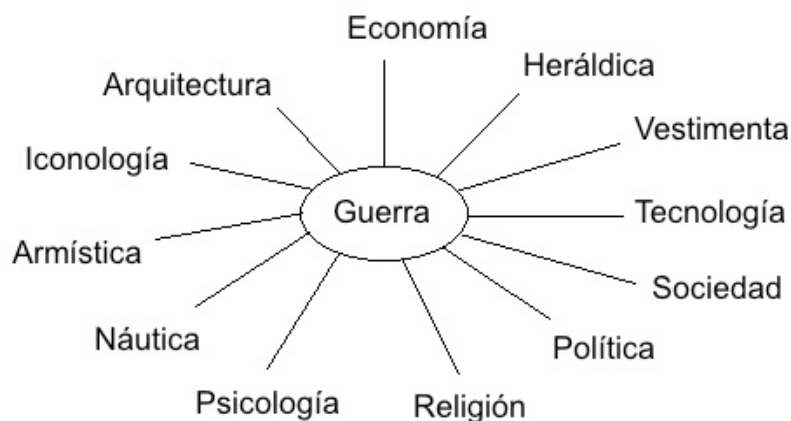 Economía
Heráldica
Arquitectura
Vestimenta
Iconología
Guerra
Tecnología
Armística
Sociedad
Náutica
Política
Psicología
Religión